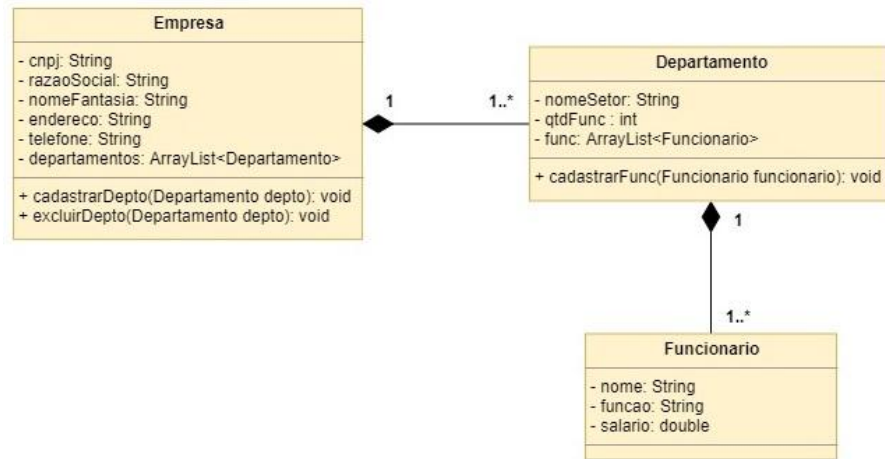 Empresa
- cnpj: String
- razaoSocial: String
- nomeFantasia: String
- endereco: String
- telefone: String
- departamentos: ArrayList<Departamento>
+ cadastrarDepto(Departamento depto): void
+ excluirDepto(Departamento depto): void
1
1..*
Departamento
- nomeSetor: String
- qtdFunc : int
- func: ArrayList<Funcionario>
+ cadastrarFunc(Funcionario funcionario): void
1
1..*
Funcionario
- nome: String
- funcao: String
- salario: double